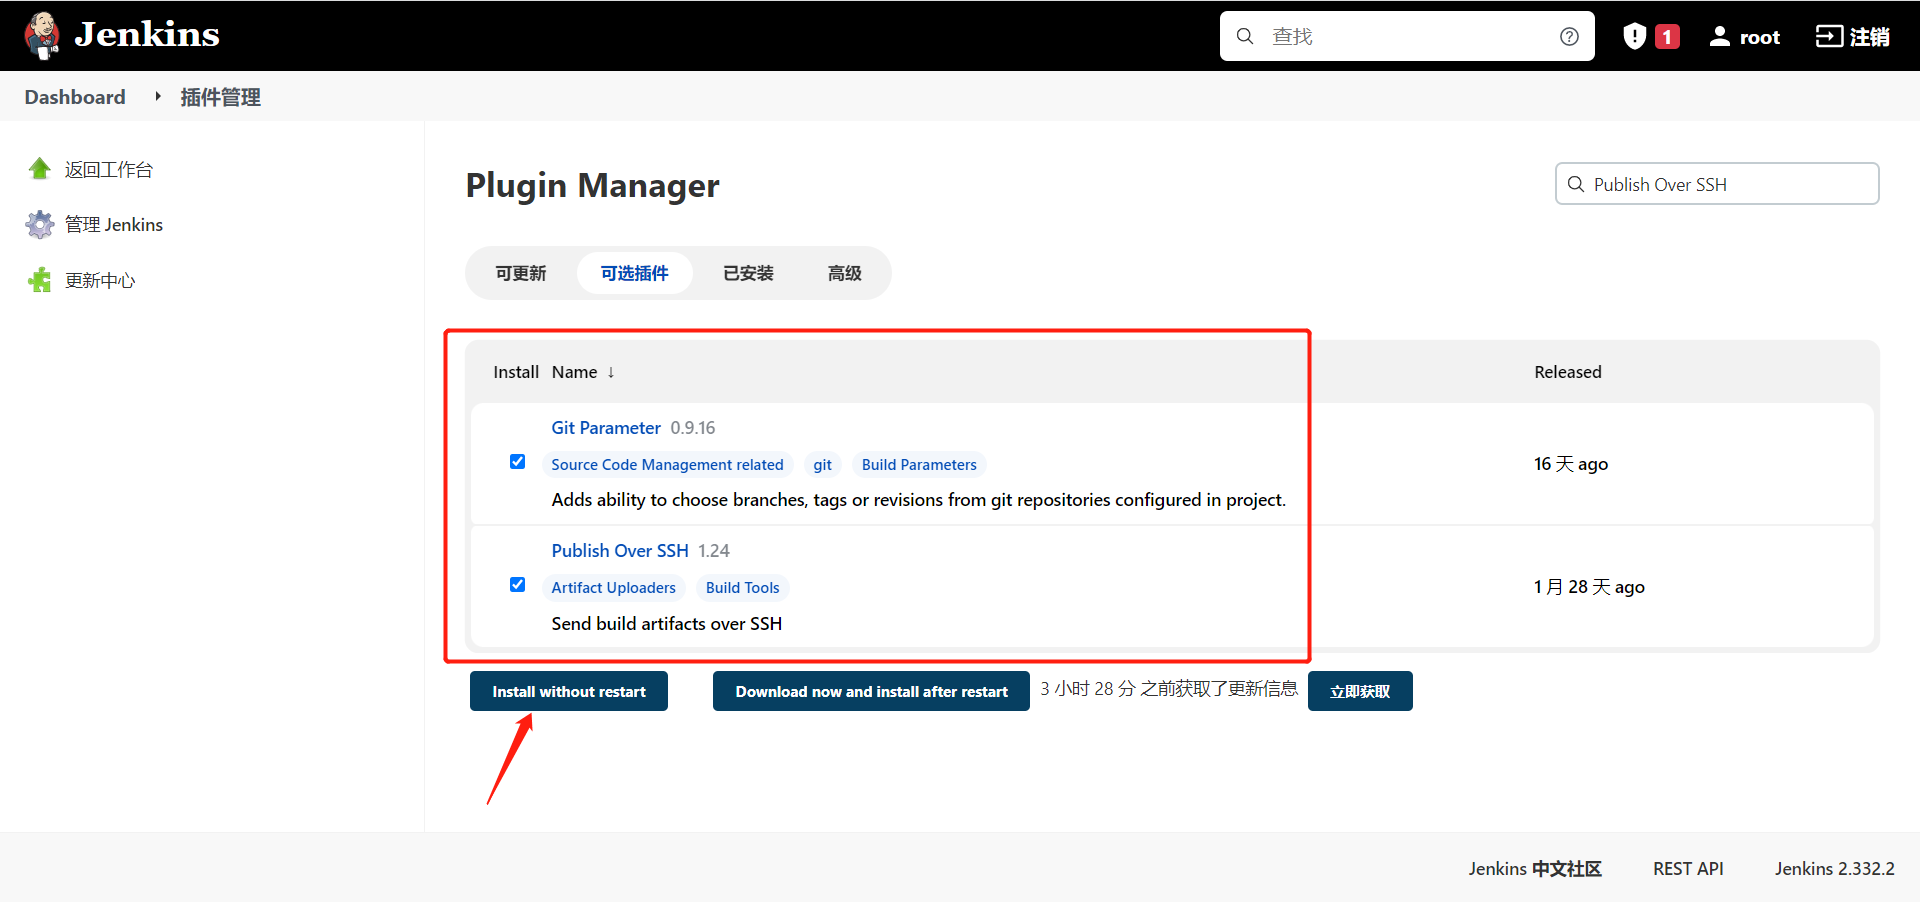 Jenkins
查找
1
root
注销
Dashboard
插件管理
返回工作台
管理 Jenkins
更新中心
Plugin Manager
Publish Over SSH
可更新
可选插件
已安装
高级
Install Name ↓
Released
Git Parameter 0.9.16
Source Code Management related
git
Build Parameters
Adds ability to choose branches, tags or revisions from git repositories configured in project.
16 天 ago
Publish Over SSH 1.24
Artifact Uploaders
Build Tools
Send build artifacts over SSH
1 月 28 天 ago
Install without restart
Download now and install after restart
3 小时 28 分 之前获取了更新信息
立即获取
Jenkins 中文社区
REST API
Jenkins 2.332.2